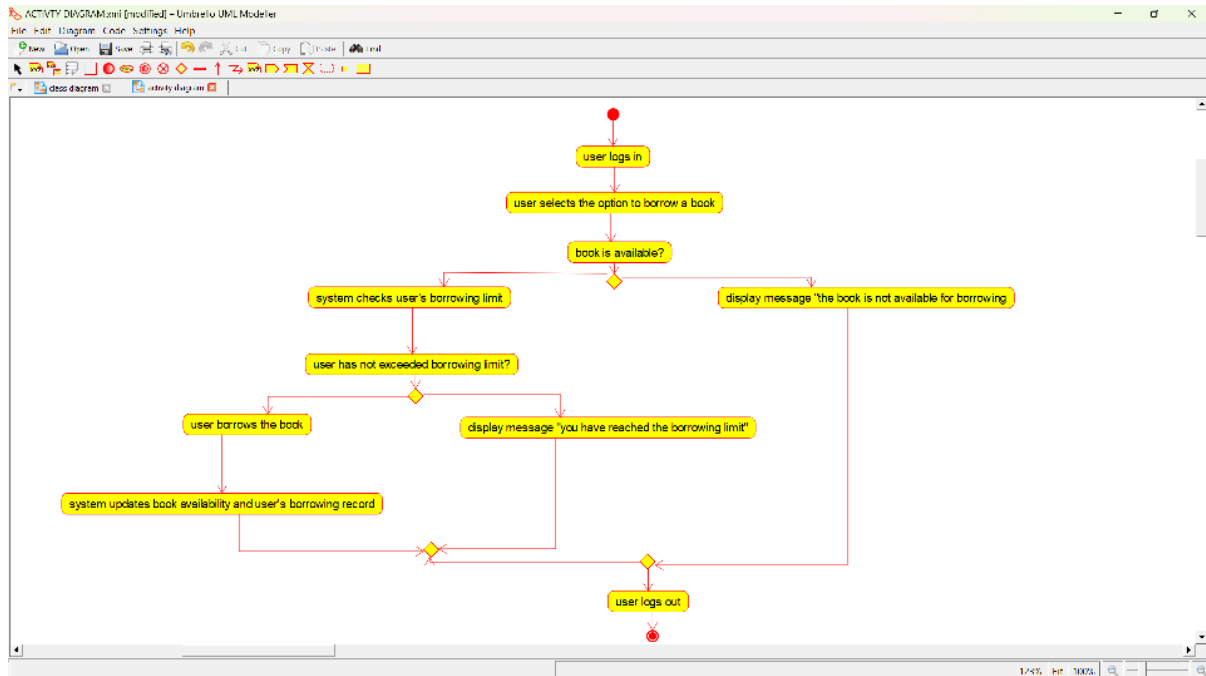 ACTIVTY DIAGRAM.xmi [modified] – Umbrello UML Modeller
File Edit Diagram Code Settings Help
New Open Save Cut Copy Paste Find
class diagram activity diagram
user logs in
user selects the option to borrow a book
book is available?
system checks user's borrowing limit
display message "the book is not available for borrowing
user has not exceeded borrowing limit?
user borrows the book
display message "you have reached the borrowing limit"
system updates book availability and user's borrowing record
user logs out
Fit 100%